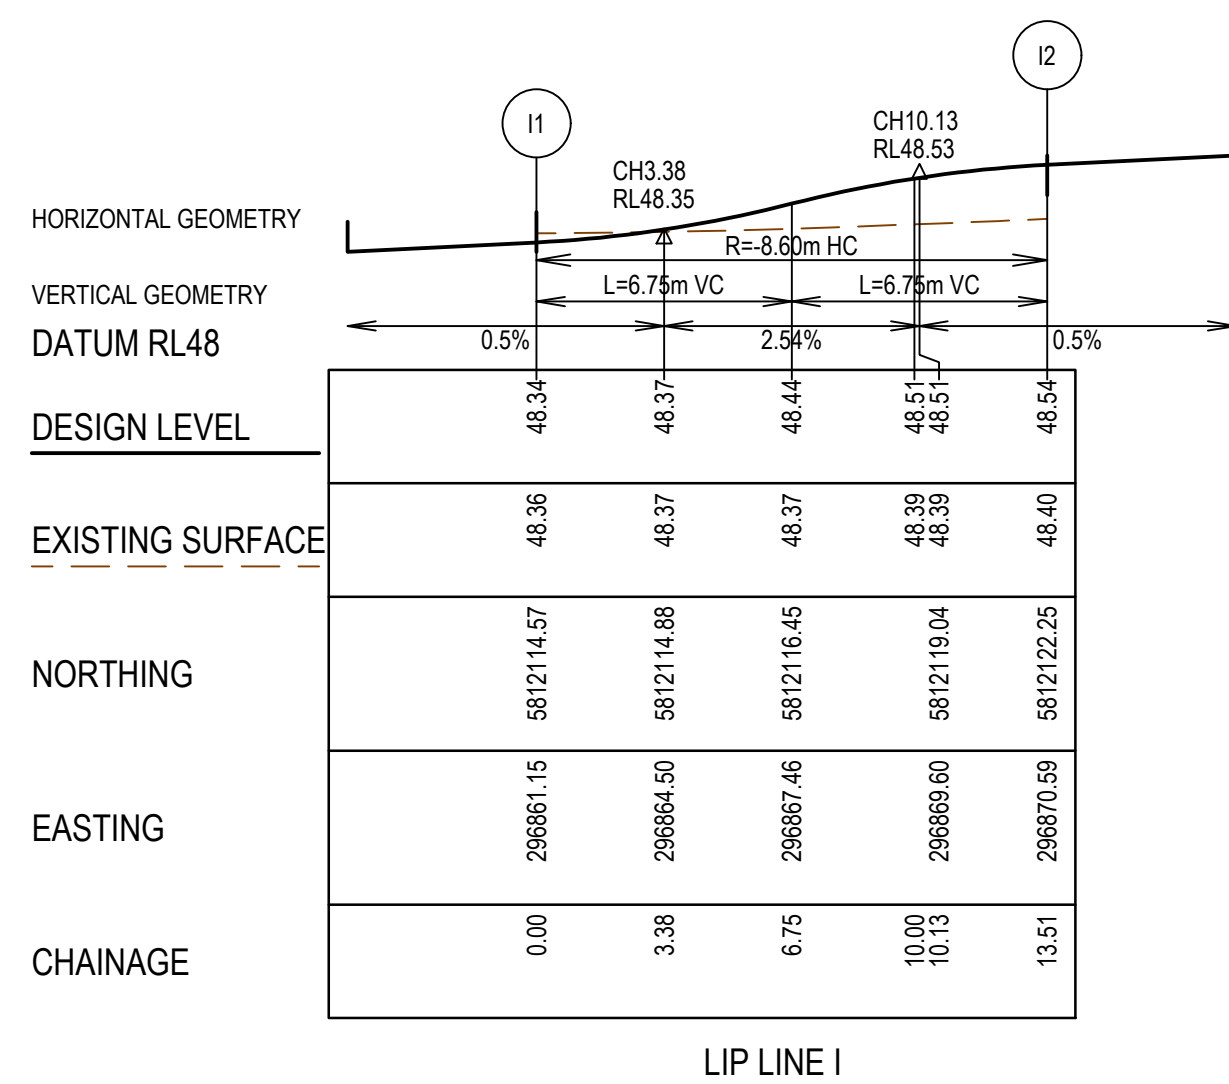 I1
I2
CH3.38
RL48.35
CH10.13
RL48.53
HORIZONTAL GEOMETRY
R=-8.60m HC
VERTICAL GEOMETRY
L=6.75m VC L=6.75m VC
DATUM RL48
0.5% 2.54% 0.5%
DESIGN LEVEL 48.34 48.37 48.44 48.51 48.51 48.54
EXISTING SURFACE 48.36 48.37 48.37 48.39 48.39 48.40
NORTHING 5812114.57 5812114.88 5812116.45 5812119.04 5812122.25
EASTING 296861.15 296864.50 296867.46 296869.60 296870.59
CHAINAGE 0.00 3.38 6.75 10.00 10.13 13.51
LIP LINE I